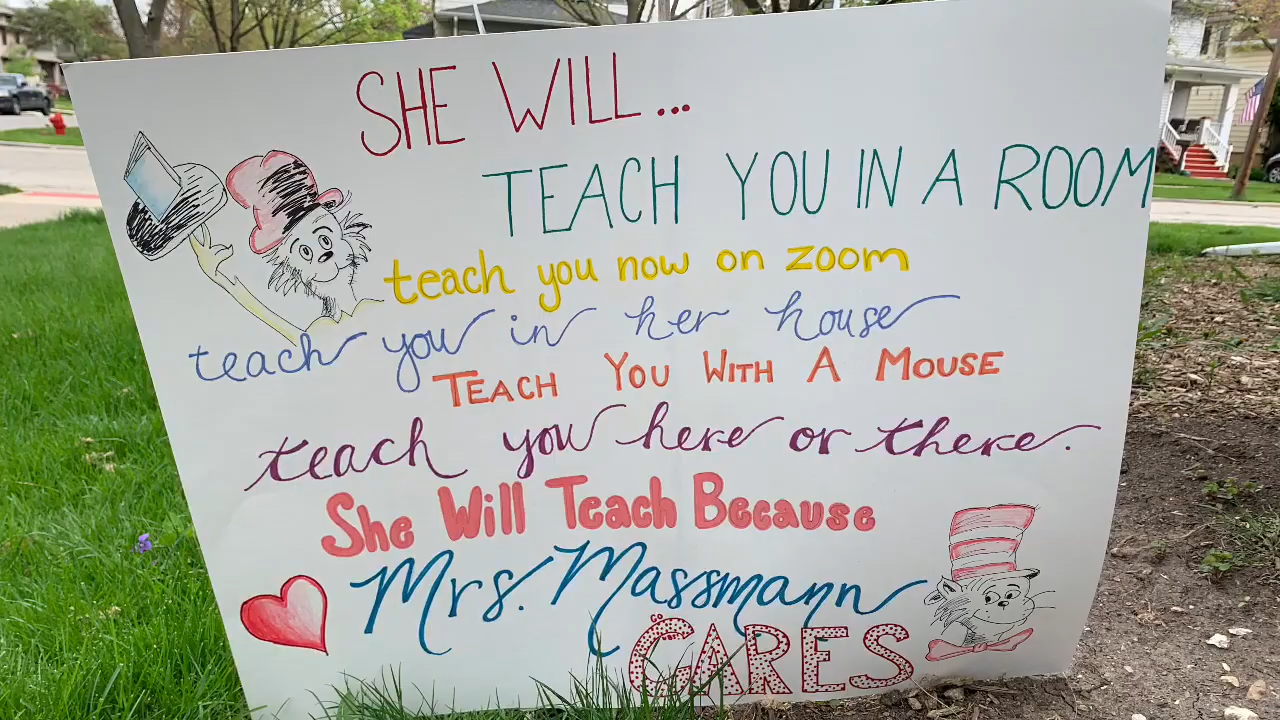 SHE WILL...
TEACH YOU IN A ROOM
teach you now on zoom
teach you in her house
TEACH YOU WITH A MOUSE
teach you here or there.
She Will Teach Because
Mrs. Massmann
CARES